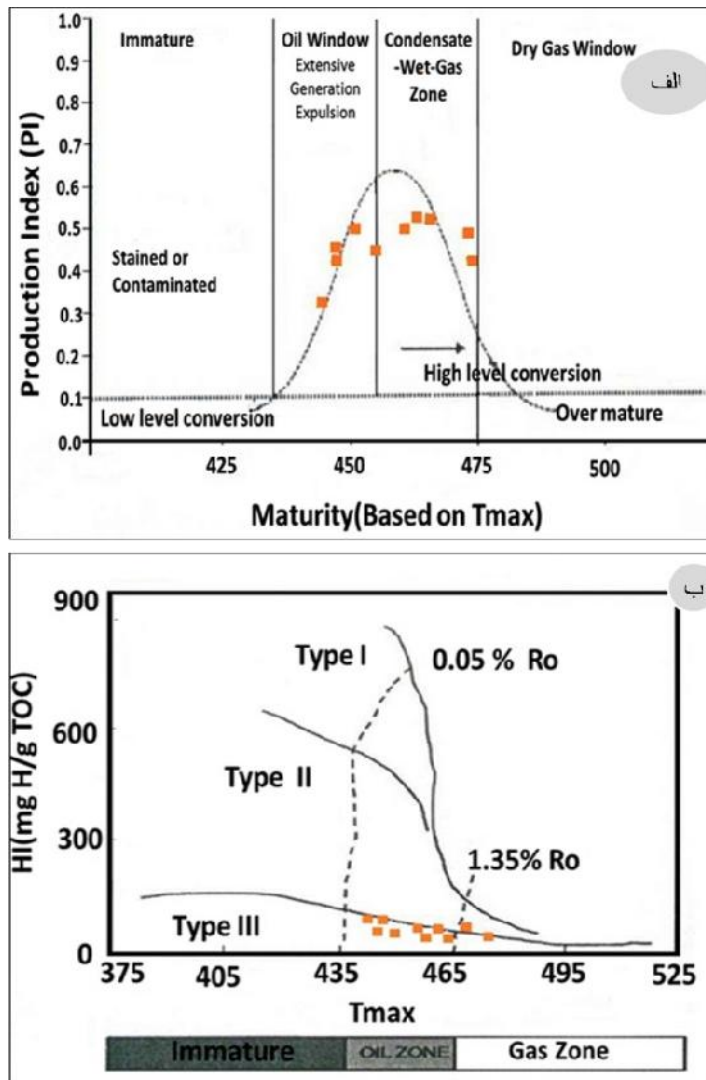 Immature
Oil Window
Extensive
Generation
Expulsion
Condensate
-Wet-Gas
Zone
Dry Gas Window
الف
Production Index (PI)
1.0
0.9
0.8
0.7
0.6
0.5
0.4
0.3
0.2
0.1
0.0
Stained or
Contaminated
High level conversion
Low level conversion
Over mature
425
450
475
500
Maturity(Based on Tmax)
ب
HI(mg H/g TOC)
900
600
300
0
Type I
0.05 % Ro
Type II
1.35% Ro
Type III
375
405
435
465
495
525
Tmax
Immature
OIL ZONE
Gas Zone